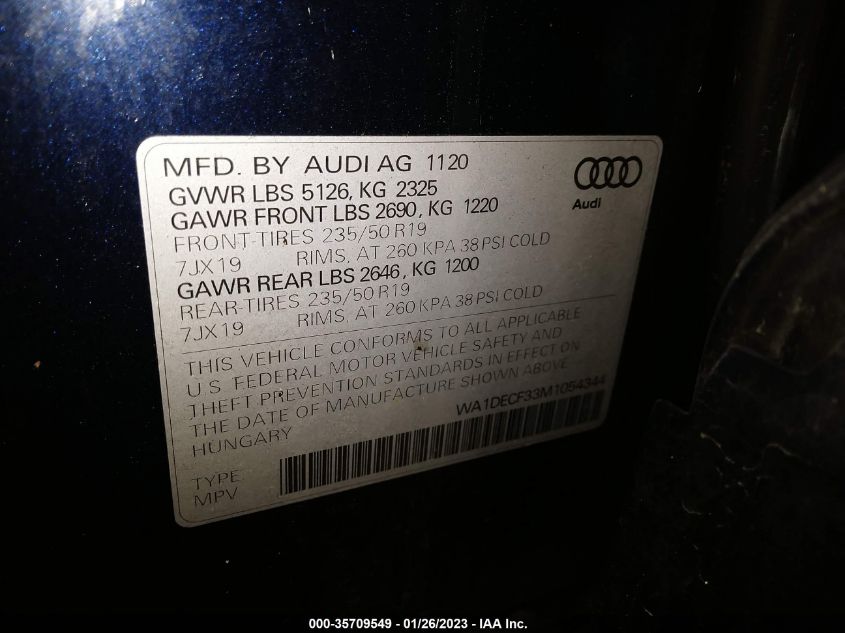 MFD. BY AUDI AG 1120
GVWR LBS 5126, KG 2325
GAWR FRONT LBS 2690, KG 1220
FRONT-TIRES 235/50 R19
7JX19 RIMS, AT 260 KPA 38 PSI COLD
GAWR REAR LBS 2646, KG 1200
REAR-TIRES 235/50 R19
7JX19 RIMS, AT 260 KPA 38 PSI COLD
THIS VEHICLE CONFORMS TO ALL APPLICABLE
U.S. FEDERAL MOTOR VEHICLE SAFETY AND
THEFT PREVENTION STANDARDS IN EFFECT ON
THE DATE OF MANUFACTURE SHOWN ABOVE
HUNGARY
WA1DECF33M1054344
TYPE
MPV
Audi
000-35709549 - 01/26/2023 - IAA Inc.